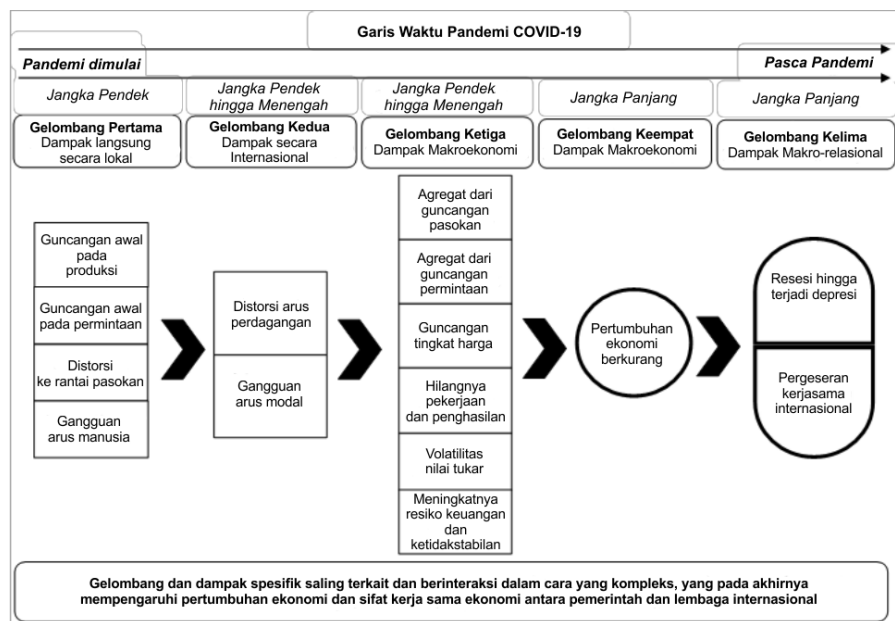 Garis Waktu Pandemi COVID-19
Pandemi dimulai
Pasca Pandemi
Jangka Pendek
Jangka Pendek
hingga Menengah
Jangka Pendek
hingga Menengah
Jangka Panjang
Jangka Panjang
Gelombang Pertama
Dampak langsung
secara lokal
Gelombang Kedua
Dampak secara
Internasional
Gelombang Ketiga
Dampak Makroekonomi
Gelombang Keempat
Dampak Makroekonomi
Gelombang Kelima
Dampak Makro-relasional
Guncangan awal
pada
produksi
Guncangan awal
pada permintaan
Distorsi
ke rantai pasokan
Gangguan
arus manusia
Distorsi arus
perdagangan
Gangguan
arus modal
Agregat dari
guncangan
pasokan
Agregat dari
guncangan
permintaan
Guncangan
tingkat harga
Hilangnya
pekerjaan
dan penghasilan
Volatilitas
nilai tukar
Meningkatnya
resiko keuangan
dan
ketidakstabilan
Pertumbuhan
ekonomi
berkurang
Resesi hingga
terjadi depresi
Pergeseran
kerjasama
internasional
Gelombang dan dampak spesifik saling terkait dan berinteraksi dalam cara yang kompleks, yang pada akhirnya
mempengaruhi pertumbuhan ekonomi dan sifat kerja sama ekonomi antara pemerintah dan lembaga internasional